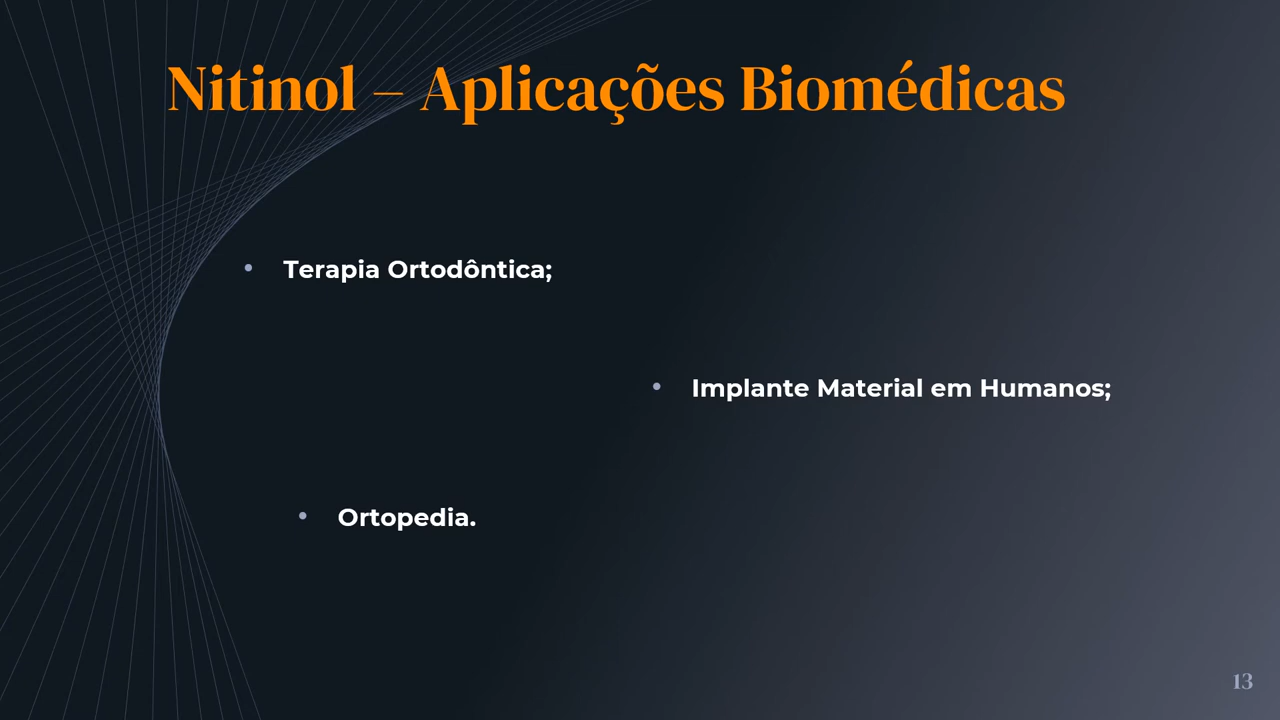 Nitinol – Aplicações Biomédicas
• Terapia Ortodôntica;
• Implante Material em Humanos;
• Ortopedia.
13